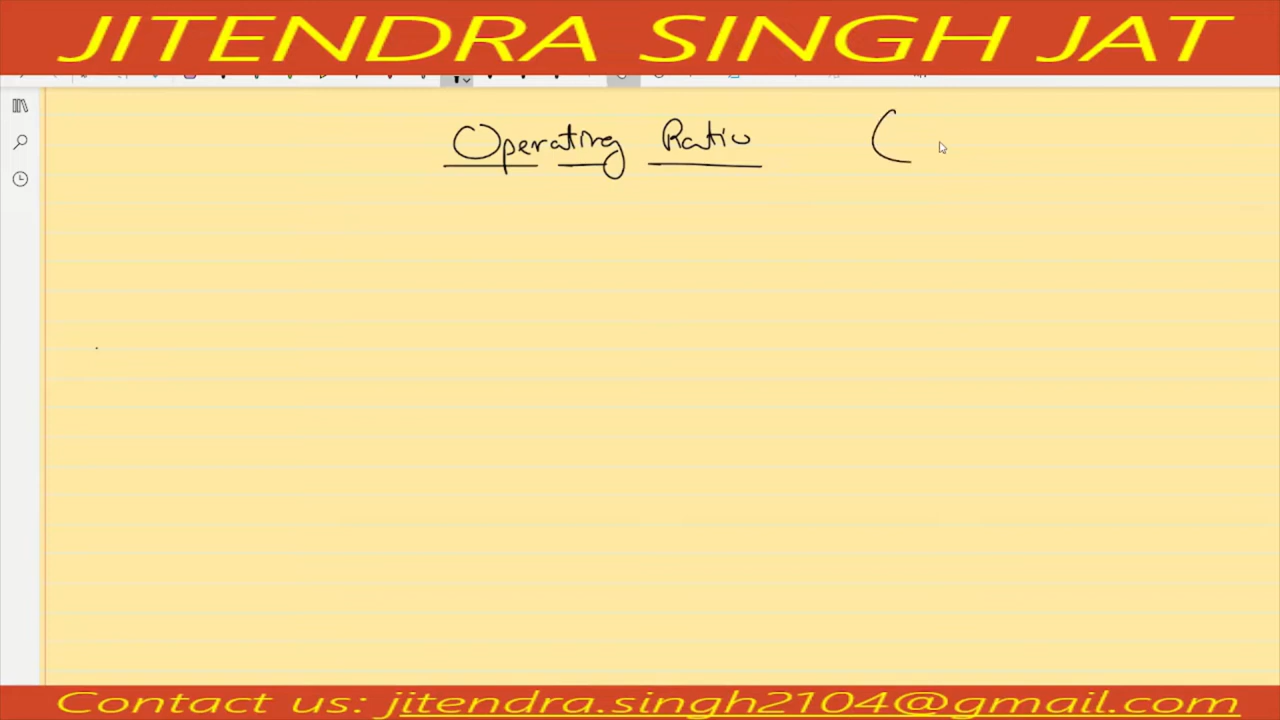 JITENDRA SINGH JAT
Operating Ratio (
Contact us: jitendra.singh2104@gmail.com